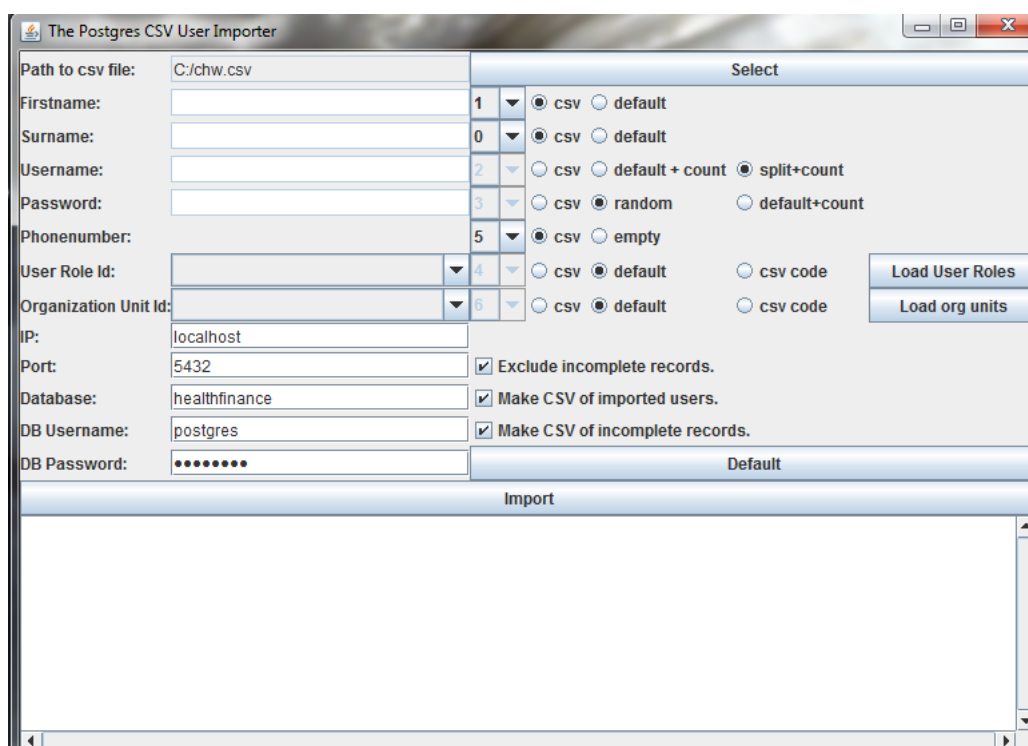 The Postgres CSV User Importer
Path to csv file: C:/chw.csv Select
Firstname: 1 csv default
Surname: 0 csv default
Username: 2 csv default + count split+count
Password: 3 csv random default+count
Phonenumber: 5 csv empty
User Role Id: 4 csv default csv code Load User Roles
Organization Unit Id: 6 csv default csv code Load org units
IP: localhost
Port: 5432 Exclude incomplete records.
Database: healthfinance Make CSV of imported users.
DB Username: postgres Make CSV of incomplete records.
DB Password: •••••••• Default
Import